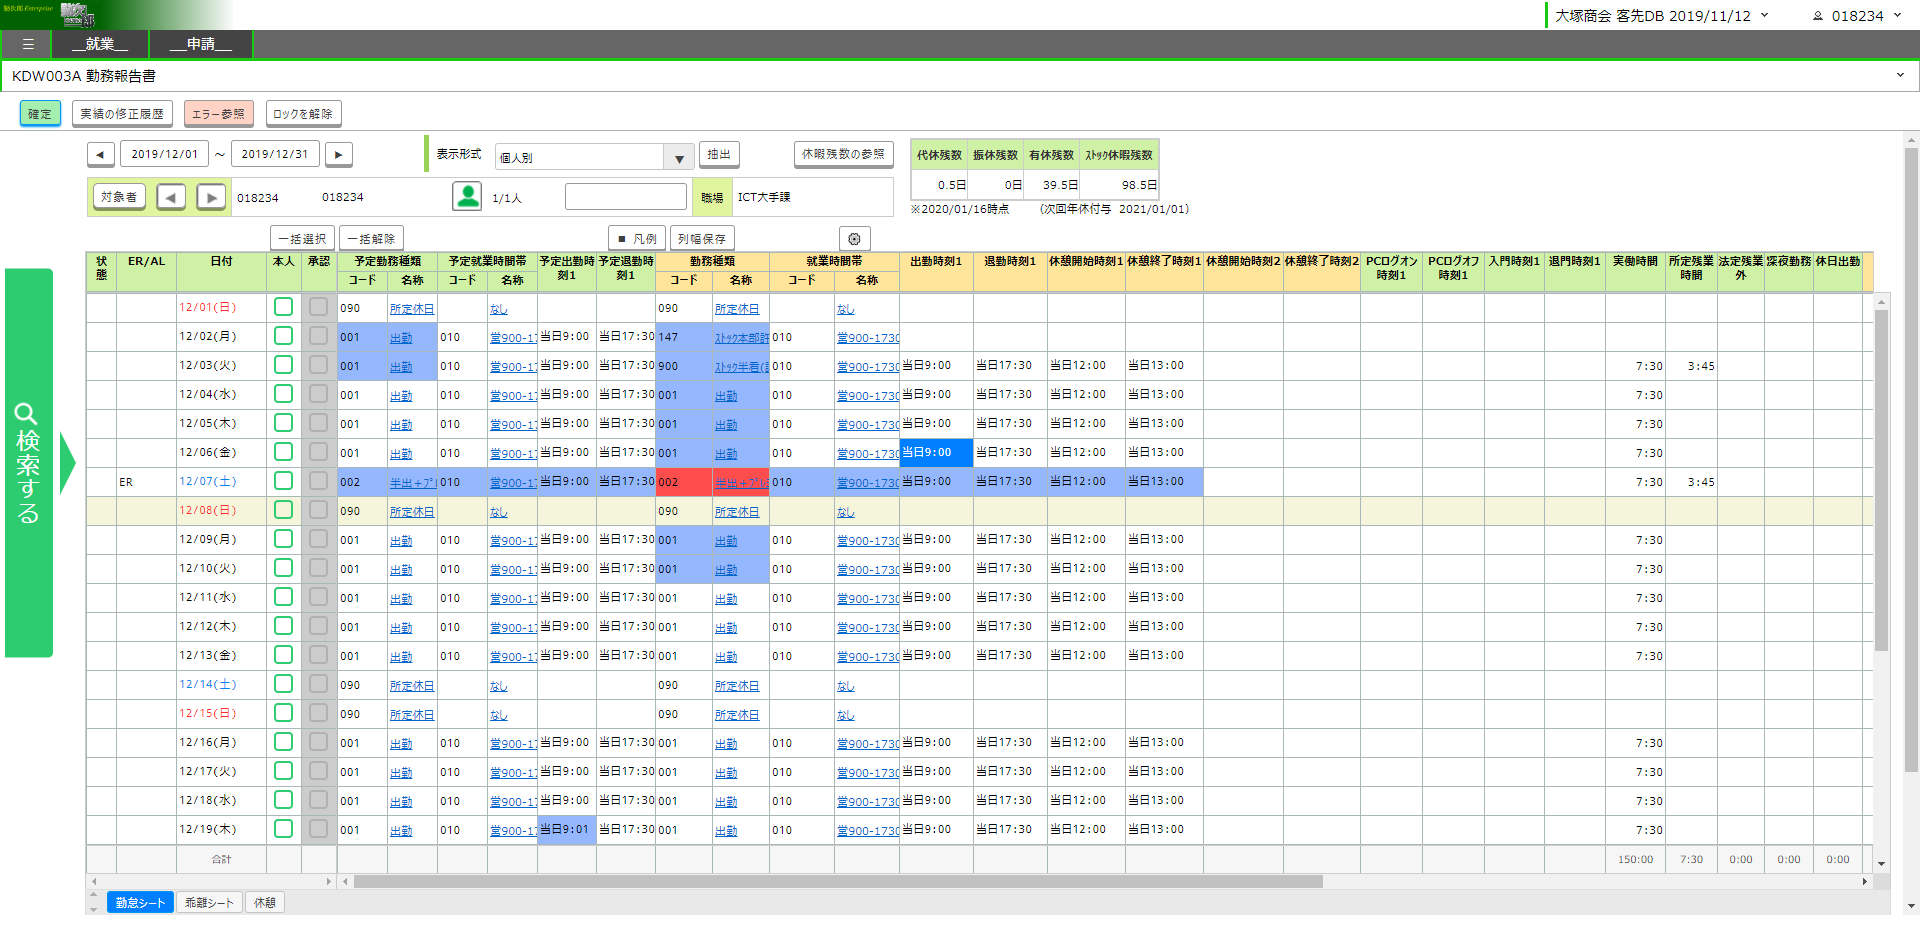 勤次郎 Enterprise
大塚商会 客先DB 2019/11/12 018234
☰ __就業__ __申請__
KDW003A 勤務報告書
確定 実績の修正履歴 エラー参照 ロックを解除
◀ 2019/12/01 ～ 2019/12/31 ▶ 表示形式 個人別 ▼ 抽出 休暇残数の参照
代休残数 振休残数 有休残数 ｽﾄｯｸ休暇残数
0.5日 0日 39.5日 98.5日
対象者 ◀ ▶ 018234 018234 1/1人 職場 ICT大手課
※2020/01/16時点 (次回年休付与 2021/01/01)
一括選択 一括解除 ■ 凡例 列幅保存
検索する
状態 ER/AL 日付 本人 承認 予定勤務種類 予定就業時間帯 予定出勤時刻1 予定退勤時刻1 勤務種類 就業時間帯 出勤時刻1 退勤時刻1 休憩開始時刻1 休憩終了時刻1 休憩開始時刻2 休憩終了時刻2 PCログオン時刻1 PCログオフ時刻1 入門時刻1 退門時刻1 実働時間 所定残業時間 法定残業外 深夜勤務 休日出勤
コード 名称 コード 名称 コード 名称 コード 名称
12/01(日) 090 所定休日 なし 090 所定休日 なし
12/02(月) 001 出勤 010 営900-17 当日9:00 当日17:30 147 ｽﾄｯｸ本部許 010 営900-1730
12/03(火) 001 出勤 010 営900-17 当日9:00 当日17:30 900 ｽﾄｯｸ半看( 010 営900-1730 当日9:00 当日17:30 当日12:00 当日13:00 7:30 3:45
12/04(水) 001 出勤 010 営900-17 当日9:00 当日17:30 001 出勤 010 営900-1730 当日9:00 当日17:30 当日12:00 当日13:00 7:30
12/05(木) 001 出勤 010 営900-17 当日9:00 当日17:30 001 出勤 010 営900-1730 当日9:00 当日17:30 当日12:00 当日13:00 7:30
12/06(金) 001 出勤 010 営900-17 当日9:00 当日17:30 001 出勤 010 営900-1730 当日9:00 当日17:30 当日12:00 当日13:00 7:30
ER 12/07(土) 002 半出+ﾌﾟﾚ 010 営900-17 当日9:00 当日17:30 002 半出+ﾌﾟﾚ 010 営900-1730 当日9:00 当日17:30 当日12:00 当日13:00 7:30 3:45
12/08(日) 090 所定休日 なし 090 所定休日 なし
12/09(月) 001 出勤 010 営900-17 当日9:00 当日17:30 001 出勤 010 営900-1730 当日9:00 当日17:30 当日12:00 当日13:00 7:30
12/10(火) 001 出勤 010 営900-17 当日9:00 当日17:30 001 出勤 010 営900-1730 当日9:00 当日17:30 当日12:00 当日13:00 7:30
12/11(水) 001 出勤 010 営900-17 当日9:00 当日17:30 001 出勤 010 営900-1730 当日9:00 当日17:30 当日12:00 当日13:00 7:30
12/12(木) 001 出勤 010 営900-17 当日9:00 当日17:30 001 出勤 010 営900-1730 当日9:00 当日17:30 当日12:00 当日13:00 7:30
12/13(金) 001 出勤 010 営900-17 当日9:00 当日17:30 001 出勤 010 営900-1730 当日9:00 当日17:30 当日12:00 当日13:00 7:30
12/14(土) 090 所定休日 なし 090 所定休日 なし
12/15(日) 090 所定休日 なし 090 所定休日 なし
12/16(月) 001 出勤 010 営900-17 当日9:00 当日17:30 001 出勤 010 営900-1730 当日9:00 当日17:30 当日12:00 当日13:00 7:30
12/17(火) 001 出勤 010 営900-17 当日9:00 当日17:30 001 出勤 010 営900-1730 当日9:00 当日17:30 当日12:00 当日13:00 7:30
12/18(水) 001 出勤 010 営900-17 当日9:00 当日17:30 001 出勤 010 営900-1730 当日9:00 当日17:30 当日12:00 当日13:00 7:30
12/19(木) 001 出勤 010 営900-17 当日9:01 当日17:30 001 出勤 010 営900-1730 当日9:00 当日17:30 当日12:00 当日13:00 7:30
合計 150:00 7:30 0:00 0:00 0:00
勤怠シート 乖離シート 休憩